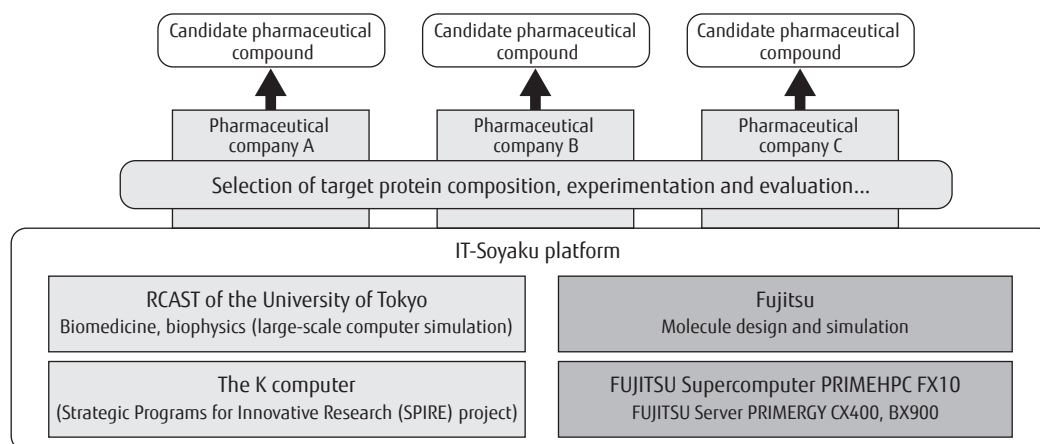 Candidate pharmaceutical
compound
Candidate pharmaceutical
compound
Candidate pharmaceutical
compound
Pharmaceutical
company A
Pharmaceutical
company B
Pharmaceutical
company C
Selection of target protein composition, experimentation and evaluation...
IT-Soyaku platform
RCAST of the University of Tokyo
Biomedicine, biophysics (large-scale computer simulation)
Fujitsu
Molecule design and simulation
The K computer
(Strategic Programs for Innovative Research (SPIRE) project)
FUJITSU Supercomputer PRIMEHPC FX10
FUJITSU Server PRIMERGY CX400, BX900